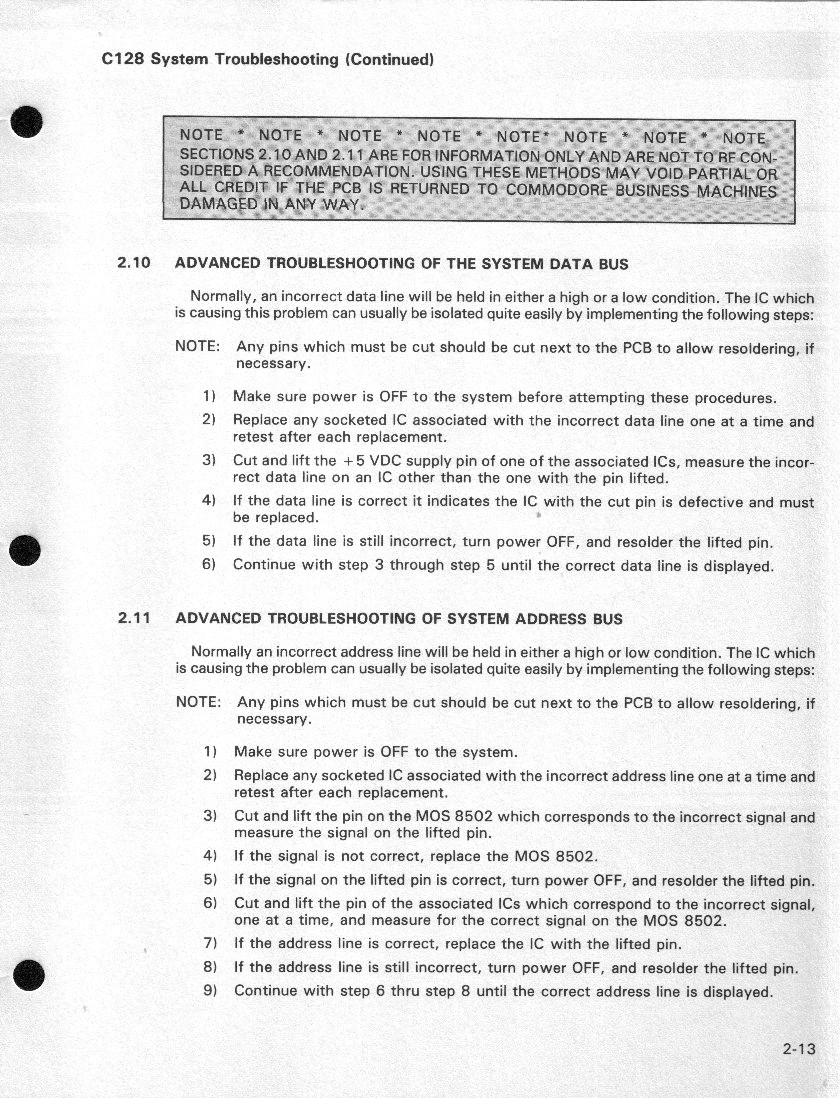 C128 System Troubleshooting (Continued)
NOTE * NOTE * NOTE * NOTE * NOTE* NOTE * NOTE * NOTE
SECTIONS 2.10 AND 2.11 ARE FOR INFORMATION ONLY AND ARE NOT TO BE CON-
SIDERED A RECOMMENDATION. USING THESE METHODS MAY VOID PARTIAL OR
ALL CREDIT IF THE PCB IS RETURNED TO COMMODORE BUSINESS MACHINES
DAMAGED IN ANY WAY.
2.10 ADVANCED TROUBLESHOOTING OF THE SYSTEM DATA BUS
Normally, an incorrect data line will be held in either a high or a low condition. The IC which
is causing this problem can usually be isolated quite easily by implementing the following steps:
NOTE: Any pins which must be cut should be cut next to the PCB to allow resoldering, if
necessary.
1) Make sure power is OFF to the system before attempting these procedures.
2) Replace any socketed IC associated with the incorrect data line one at a time and
retest after each replacement.
3) Cut and lift the +5 VDC supply pin of one of the associated ICs, measure the incor-
rect data line on an IC other than the one with the pin lifted.
4) If the data line is correct it indicates the IC with the cut pin is defective and must
be replaced.
5) If the data line is still incorrect, turn power OFF, and resolder the lifted pin.
6) Continue with step 3 through step 5 until the correct data line is displayed.
2.11 ADVANCED TROUBLESHOOTING OF SYSTEM ADDRESS BUS
Normally an incorrect address line will be held in either a high or low condition. The IC which
is causing the problem can usually be isolated quite easily by implementing the following steps:
NOTE: Any pins which must be cut should be cut next to the PCB to allow resoldering, if
necessary.
1) Make sure power is OFF to the system.
2) Replace any socketed IC associated with the incorrect address line one at a time and
retest after each replacement.
3) Cut and lift the pin on the MOS 8502 which corresponds to the incorrect signal and
measure the signal on the lifted pin.
4) If the signal is not correct, replace the MOS 8502.
5) If the signal on the lifted pin is correct, turn power OFF, and resolder the lifted pin.
6) Cut and lift the pin of the associated ICs which correspond to the incorrect signal,
one at a time, and measure for the correct signal on the MOS 8502.
7) If the address line is correct, replace the IC with the lifted pin.
8) If the address line is still incorrect, turn power OFF, and resolder the lifted pin.
9) Continue with step 6 thru step 8 until the correct address line is displayed.
2-13